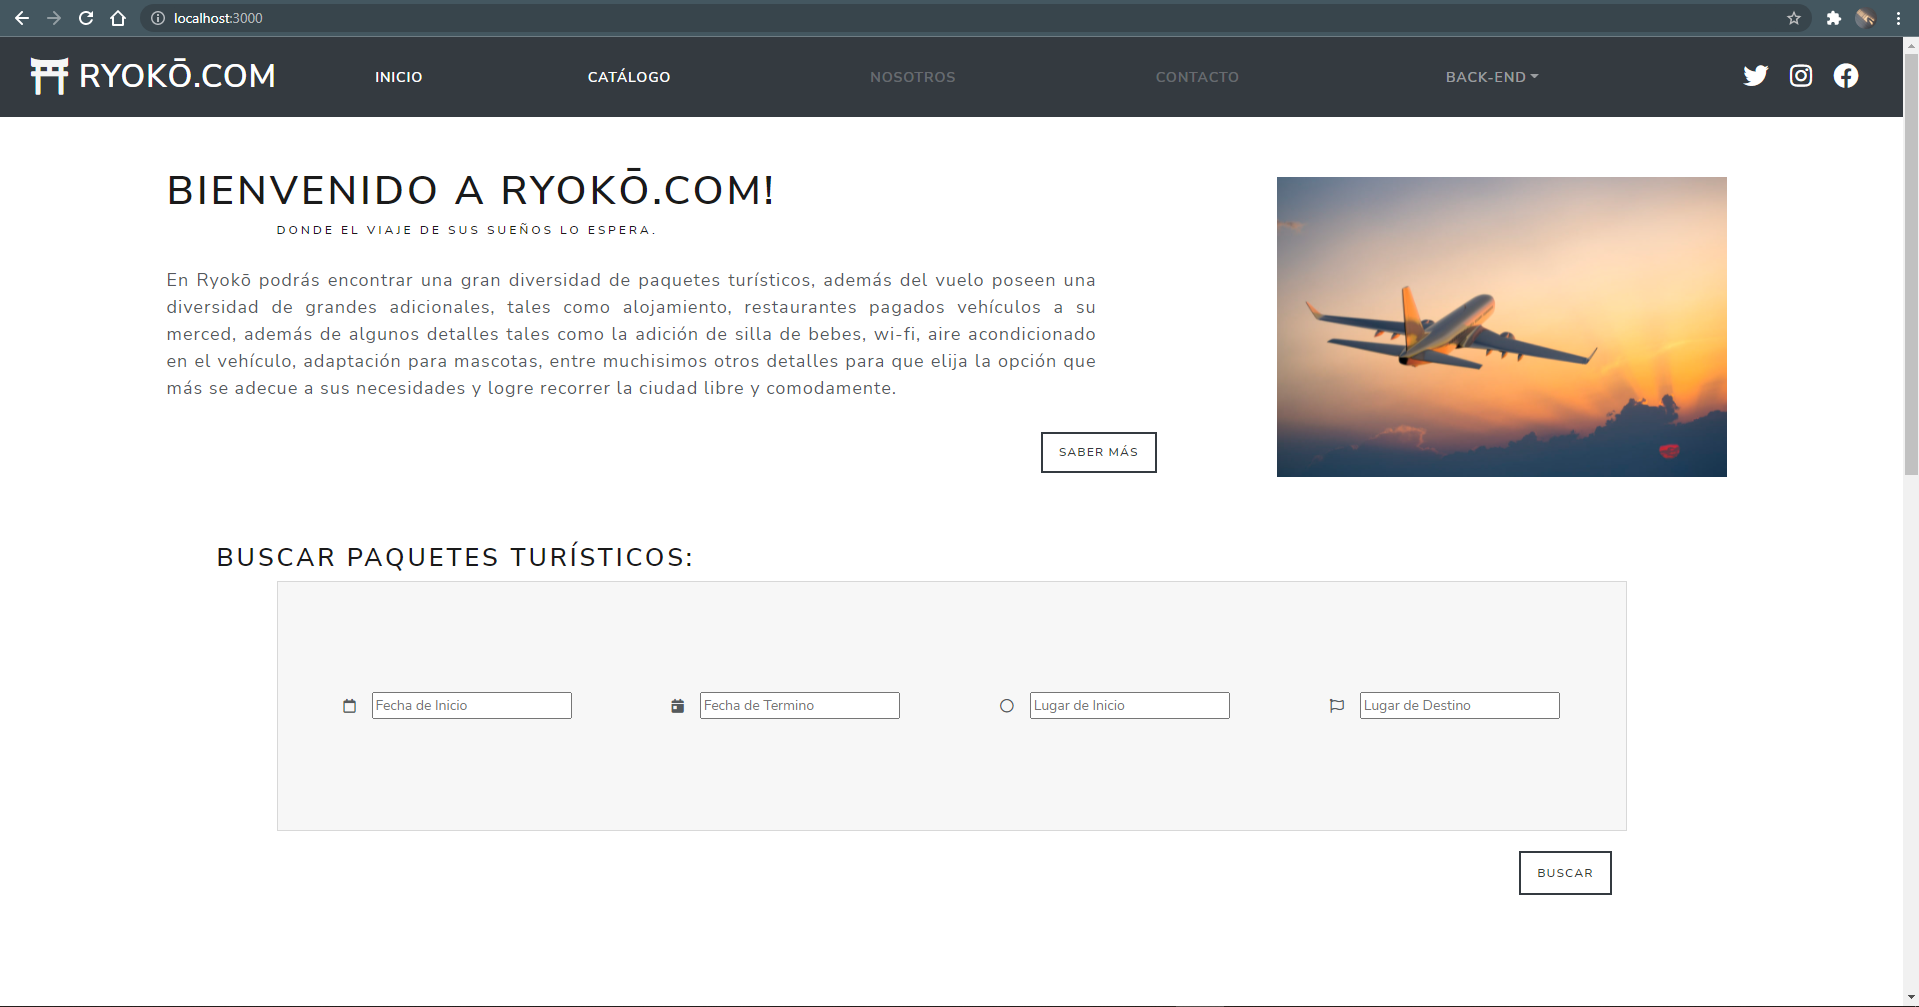 localhost:3000
RYOKŌ.COM
INICIO
CATÁLOGO
NOSOTROS
CONTACTO
BACK-END
BIENVENIDO A RYOKŌ.COM!
DONDE EL VIAJE DE SUS SUEÑOS LO ESPERA.
En Ryokō podrás encontrar una gran diversidad de paquetes turísticos, además del vuelo poseen una
diversidad de grandes adicionales, tales como alojamiento, restaurantes pagados vehículos a su
merced, además de algunos detalles tales como la adición de silla de bebes, wi-fi, aire acondicionado
en el vehículo, adaptación para mascotas, entre muchisimos otros detalles para que elija la opción que
más se adecue a sus necesidades y logre recorrer la ciudad libre y comodamente.
SABER MÁS
BUSCAR PAQUETES TURÍSTICOS:
Fecha de Inicio
Fecha de Termino
Lugar de Inicio
Lugar de Destino
BUSCAR